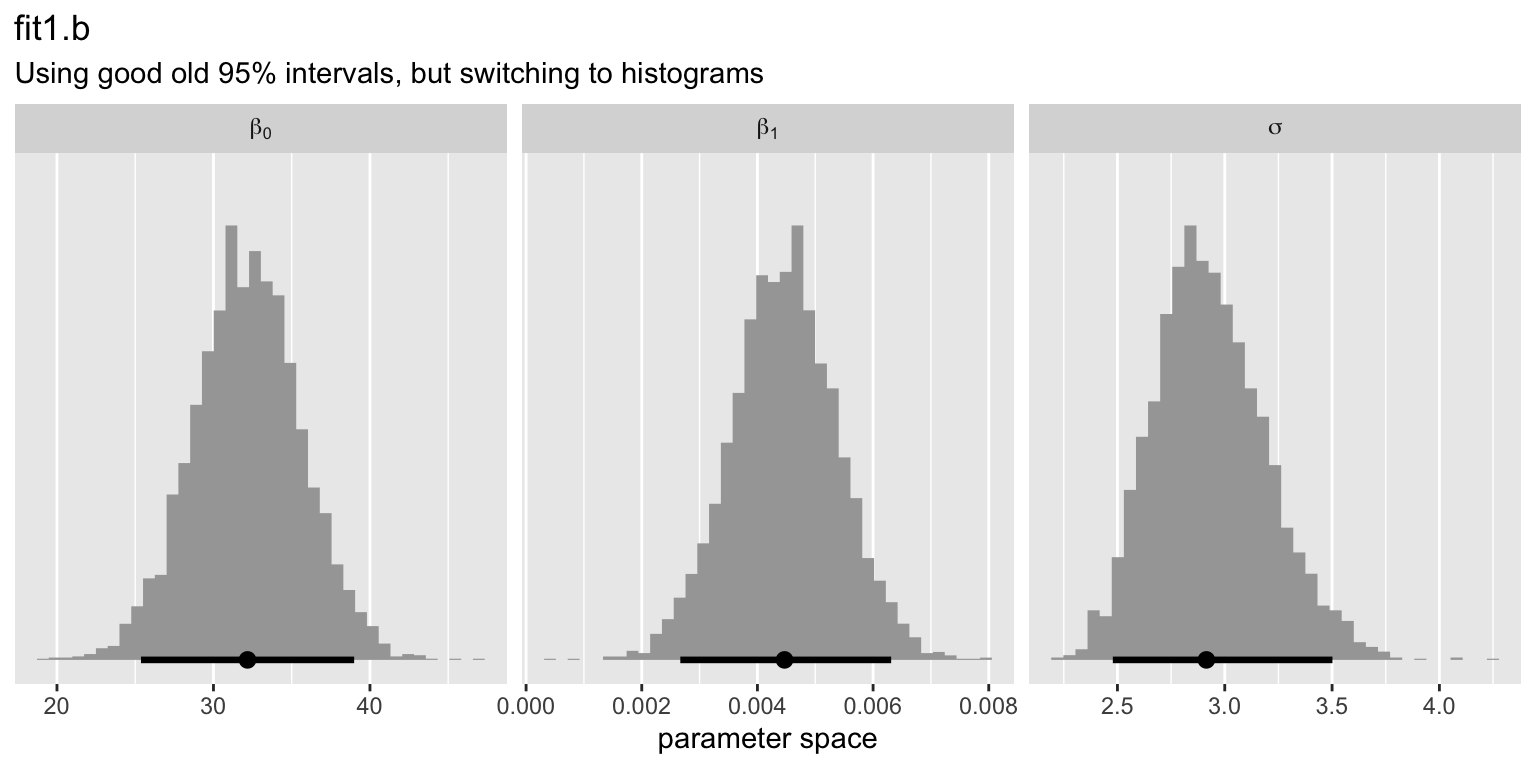 fit1.b
Using good old 95% intervals, but switching to histograms
β₀ β₁ σ
20 30 40 0.000 0.002 0.004 0.006 0.008 2.5 3.0 3.5 4.0
parameter space